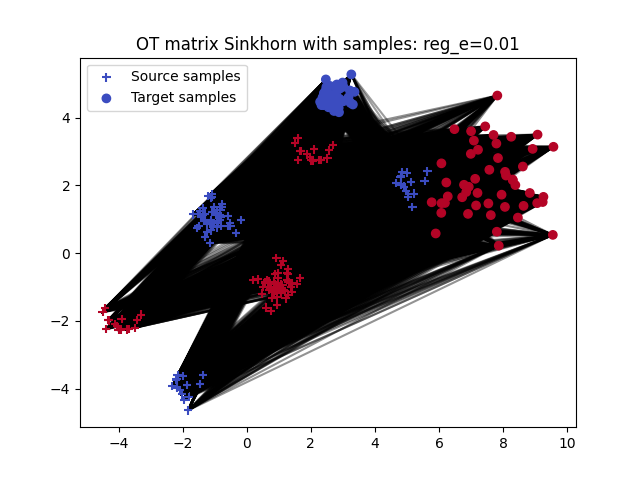 OT matrix Sinkhorn with samples: reg_e=0.01
Source samples
Target samples
4
2
0
−2
−4
−4 −2 0 2 4 6 8 10